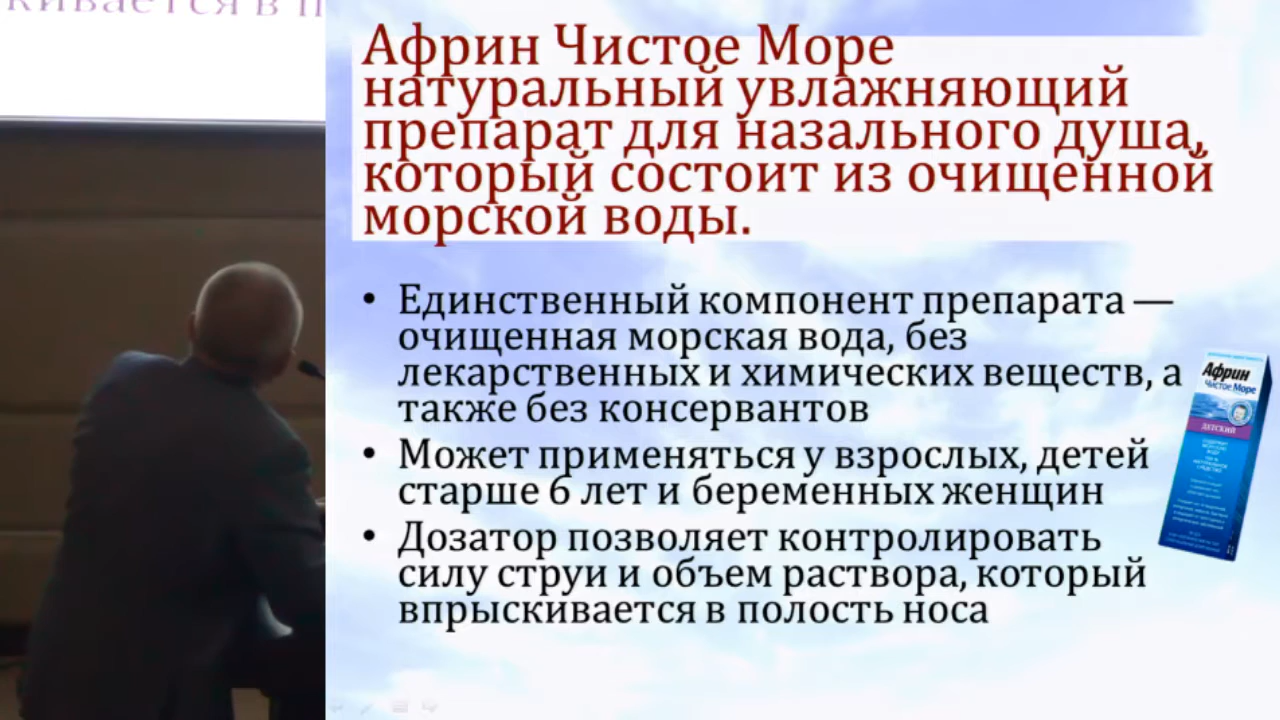 Африн Чистое Море
натуральный увлажняющий
препарат для назального душа,
который состоит из очищенной
морской воды.
• Единственный компонент препарата —
очищенная морская вода, без
лекарственных и химических веществ, а
также без консервантов
• Может применяться у взрослых, детей
старше 6 лет и беременных женщин
• Дозатор позволяет контролировать
силу струи и объем раствора, который
впрыскивается в полость носа
Африн
Чистое Море
ДЕТСКИЙ